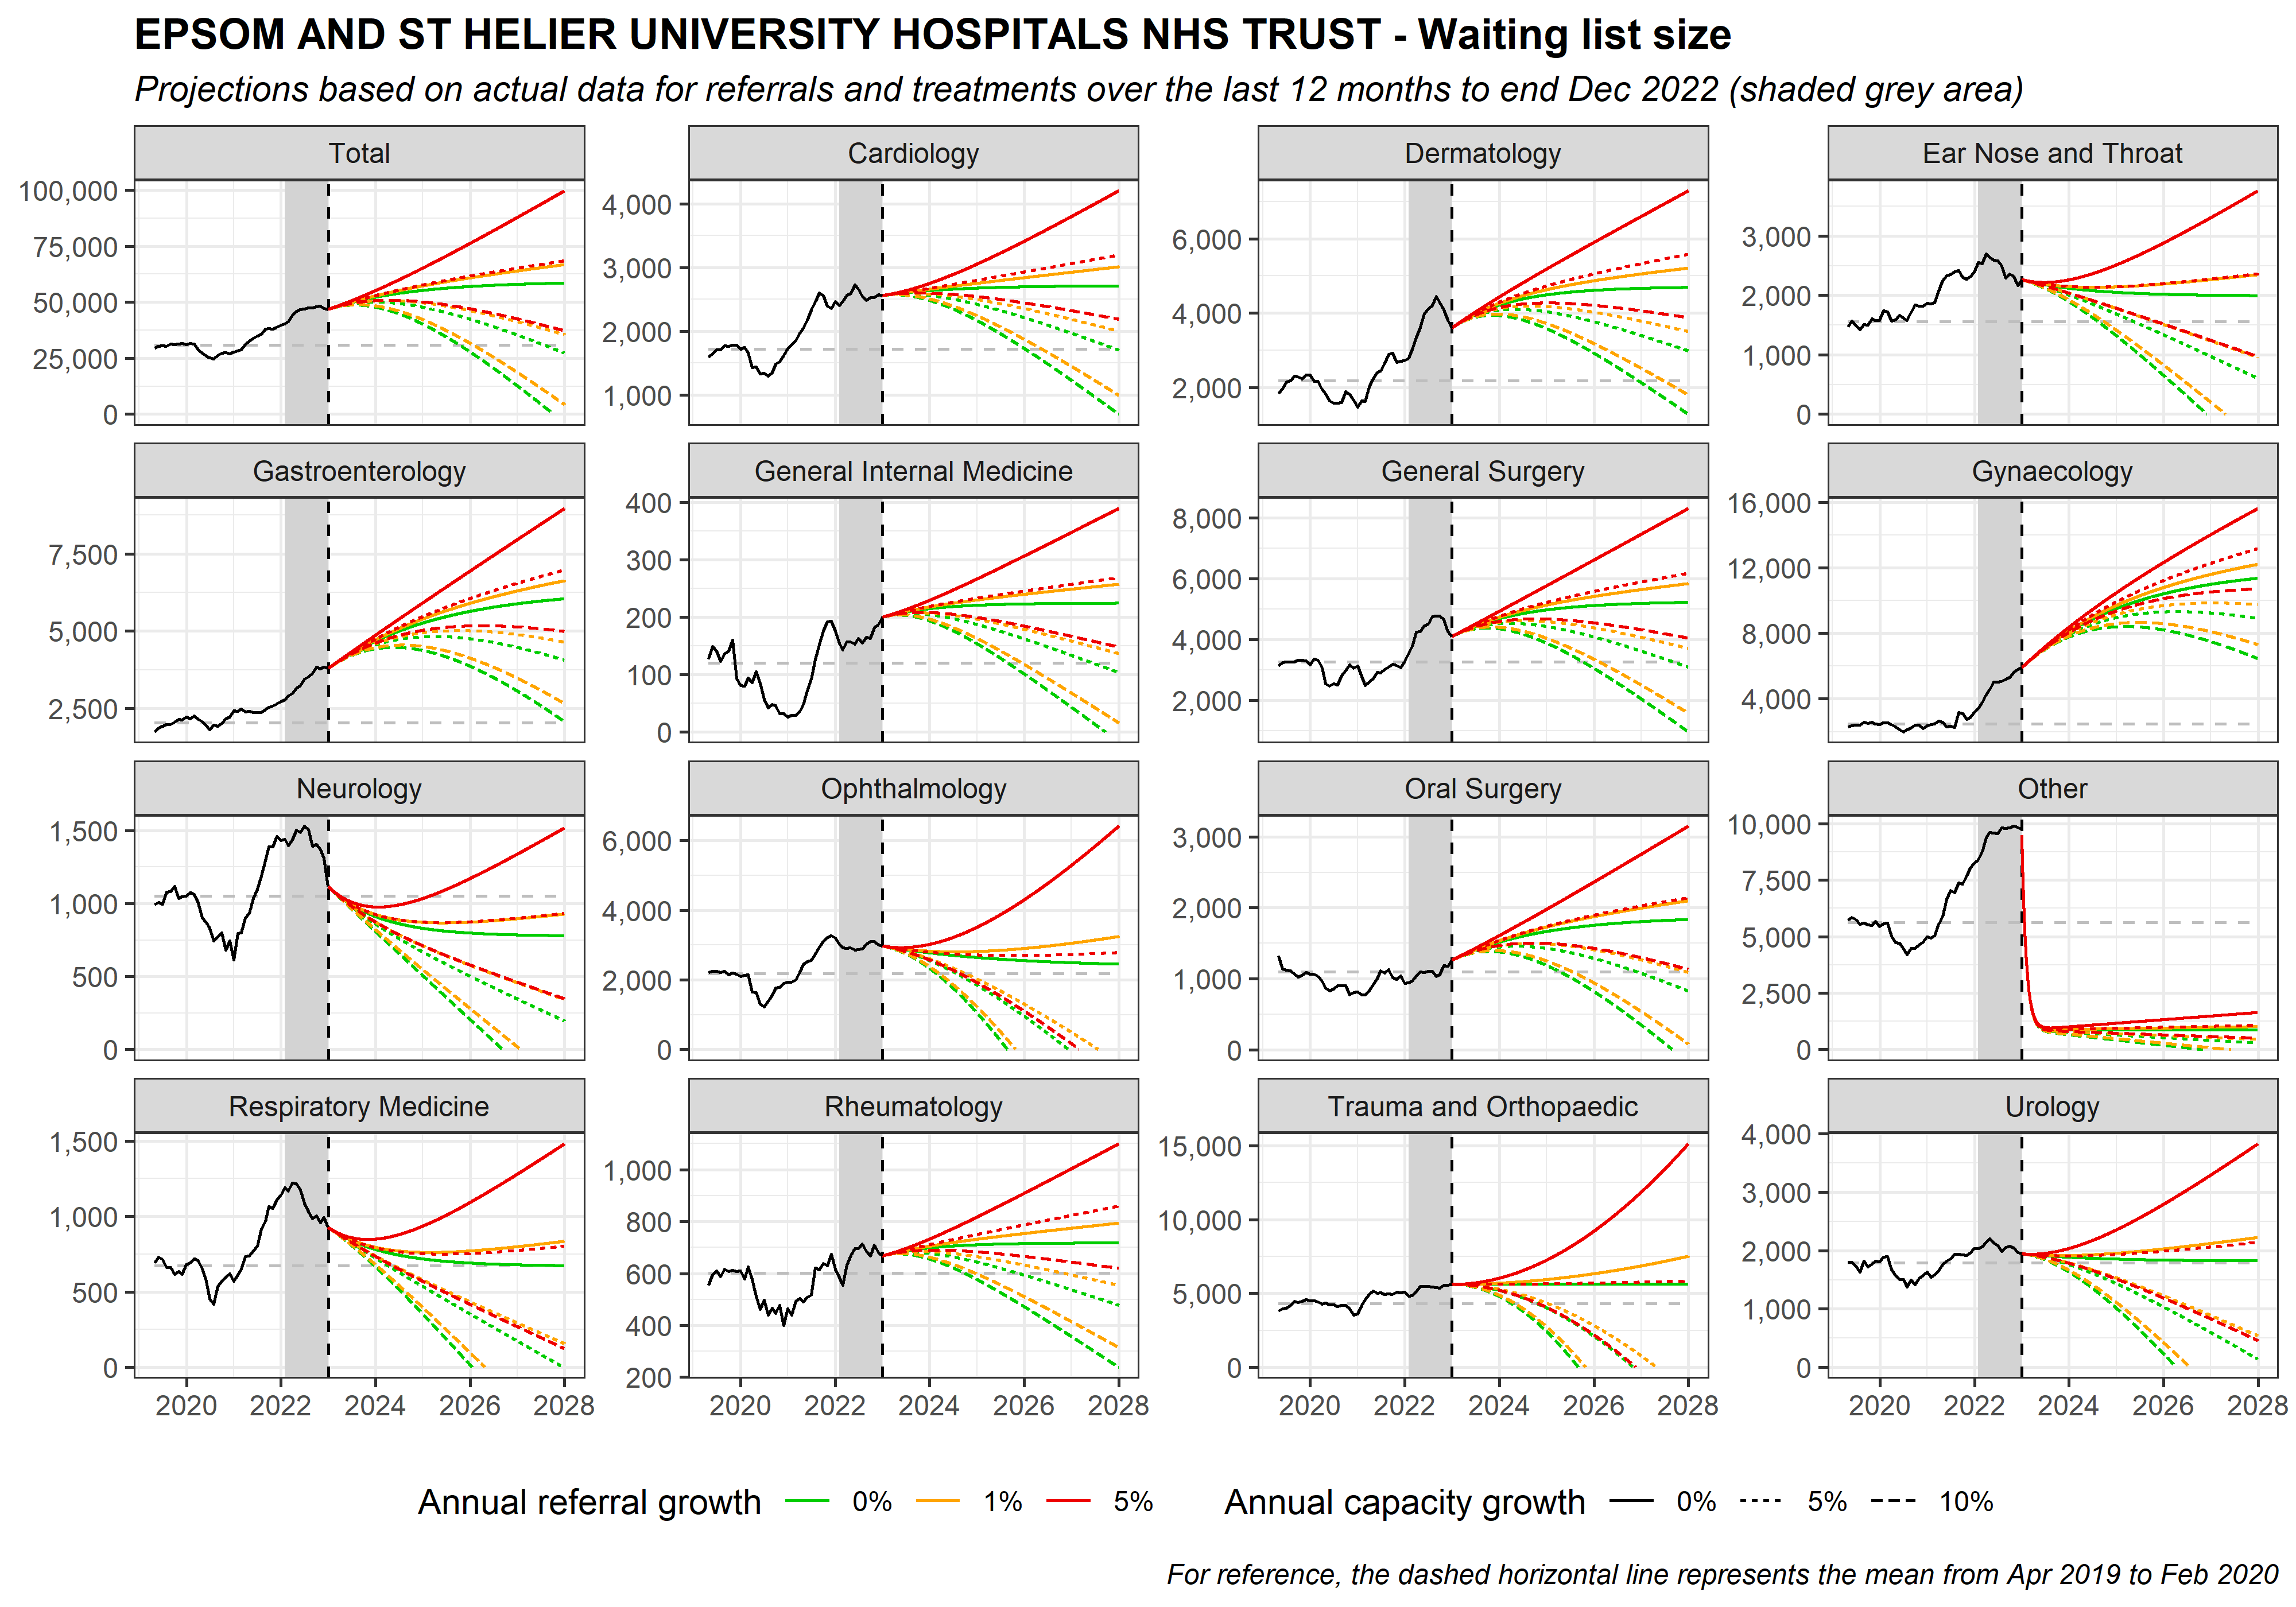 EPSOM AND ST HELIER UNIVERSITY HOSPITALS NHS TRUST - Waiting list size
Projections based on actual data for referrals and treatments over the last 12 months to end Dec 2022 (shaded grey area)
Total
100,000
75,000
50,000
25,000
0
Cardiology
4,000
3,000
2,000
1,000
Dermatology
6,000
4,000
2,000
Ear Nose and Throat
3,000
2,000
1,000
0
Gastroenterology
7,500
5,000
2,500
General Internal Medicine
400
300
200
100
0
General Surgery
8,000
6,000
4,000
2,000
Gynaecology
16,000
12,000
8,000
4,000
Neurology
1,500
1,000
500
0
Ophthalmology
6,000
4,000
2,000
0
Oral Surgery
3,000
2,000
1,000
0
Other
10,000
7,500
5,000
2,500
0
Respiratory Medicine
1,500
1,000
500
0
2020 2022 2024 2026 2028
Rheumatology
1,000
800
600
400
200
2020 2022 2024 2026 2028
Trauma and Orthopaedic
15,000
10,000
5,000
0
2020 2022 2024 2026 2028
Urology
4,000
3,000
2,000
1,000
0
2020 2022 2024 2026 2028
Annual referral growth 0% 1% 5% Annual capacity growth 0% 5% 10%
For reference, the dashed horizontal line represents the mean from Apr 2019 to Feb 2020